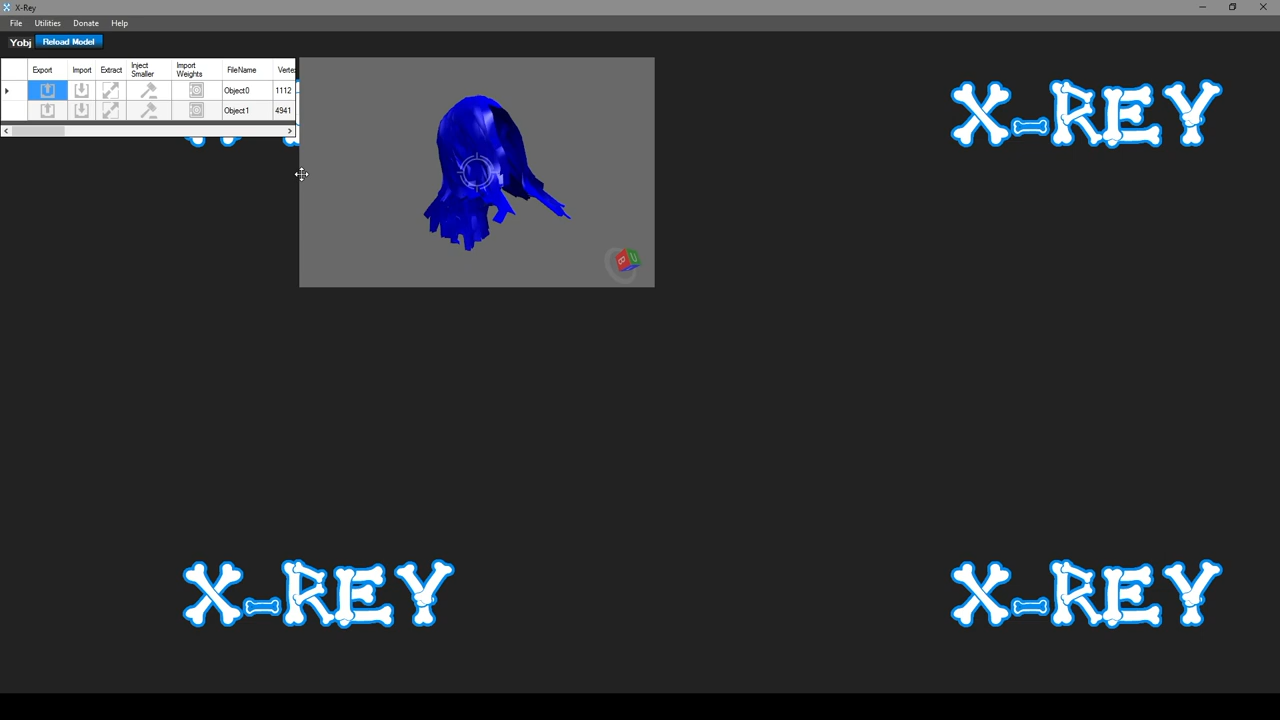 X-Rey
File Utilities Donate Help
Yobj Reload Model
Export Import Extract Inject Smaller Import Weights FileName Vertex
Object0 1112
Object1 4941
X-REY
X-REY
X-REY